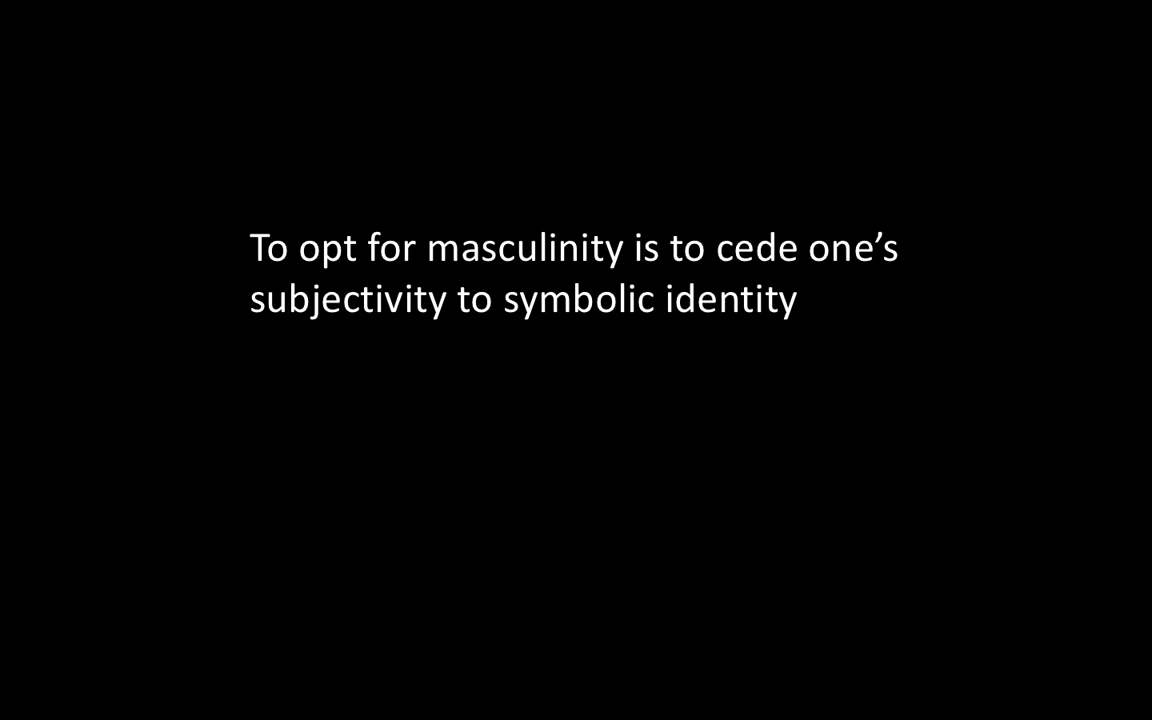 To opt for masculinity is to cede one’s
subjectivity to symbolic identity